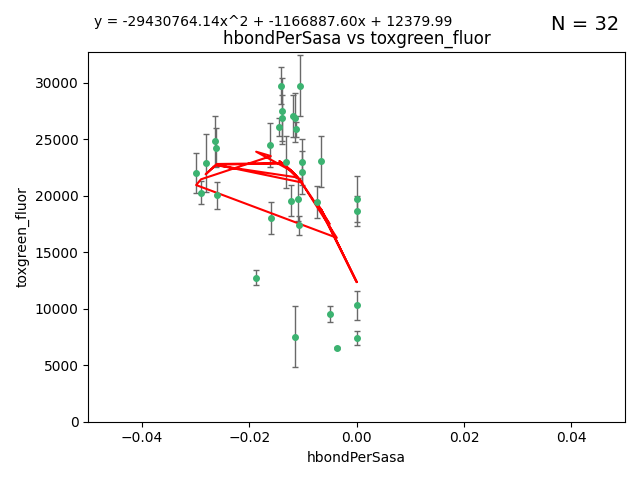 y = -29430764.14x^2 + -1166887.60x + 12379.99
N = 32
hbondPerSasa vs toxgreen_fluor
30000
25000
20000
15000
10000
5000
0
toxgreen_fluor
−0.04
−0.02
0.00
0.02
0.04
hbondPerSasa